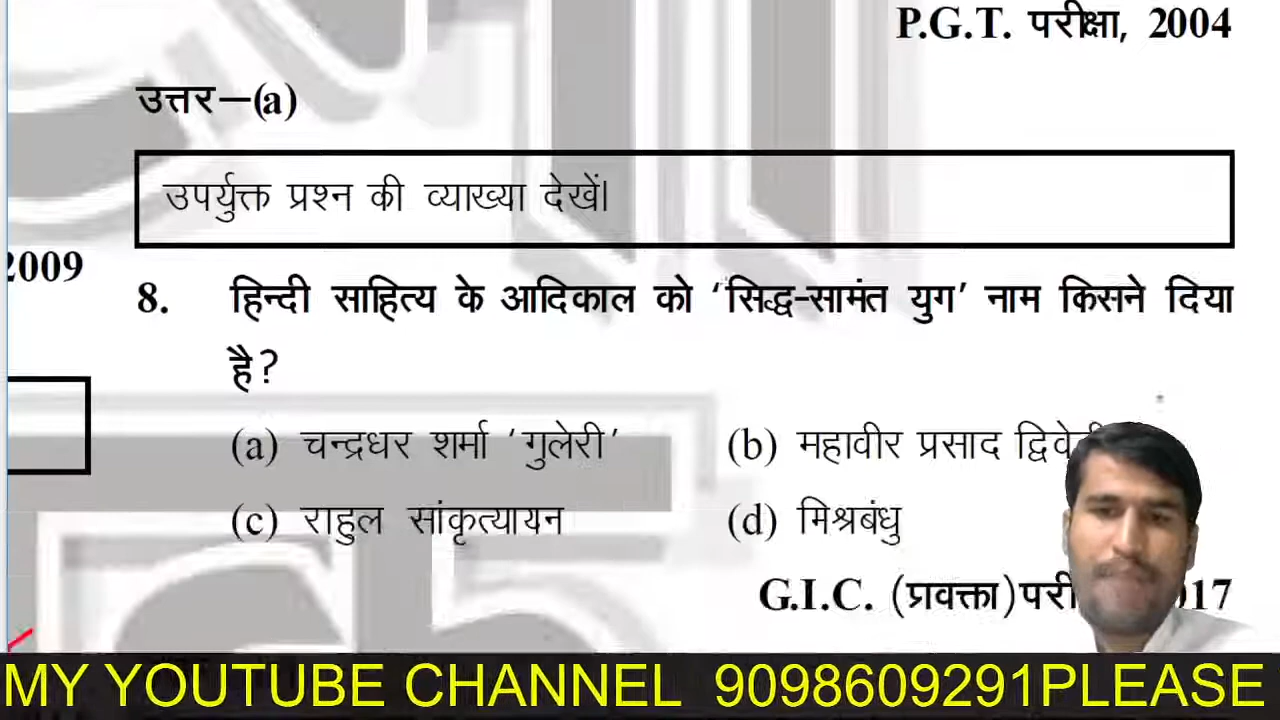 P.G.T. परीक्षा, 2004
उत्तर–(a)
उपर्युक्त प्रश्न की व्याख्या देखें।
2009
8. हिन्दी साहित्य के आदिकाल को ‘सिद्ध-सामंत युग’ नाम किसने दिया
है?
(a) चन्द्रधर शर्मा ‘गुलेरी’ (b) महावीर प्रसाद
(c) राहुल सांकृत्यायन (d) मिश्रबंधु
G.I.C. (प्रवक्ता)
MY YOUTUBE CHANNEL 9098609291PLEASE